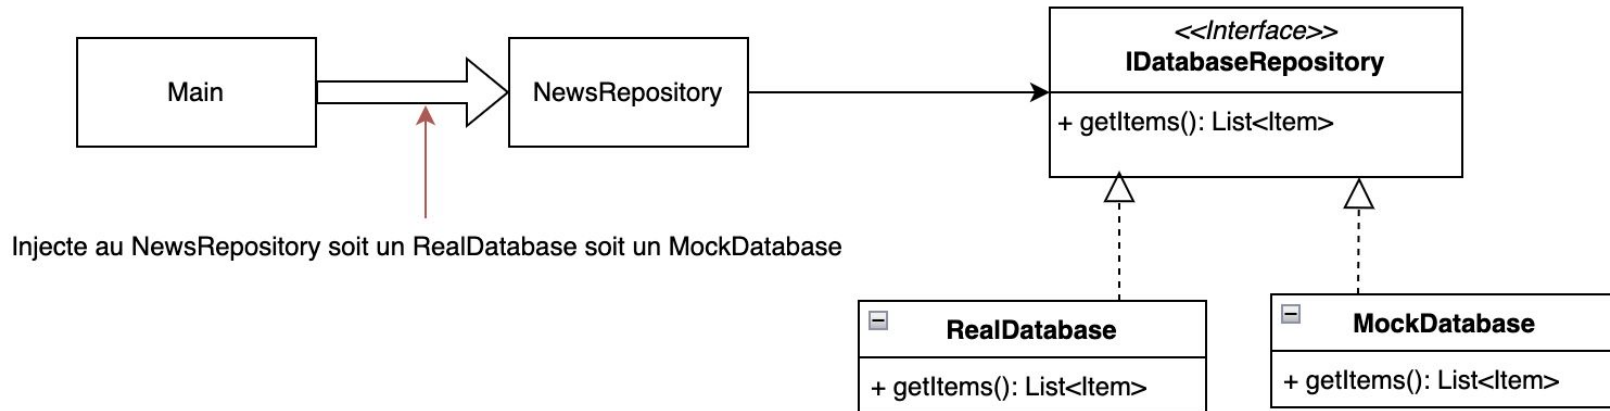 Main
NewsRepository
<<Interface>>
IDatabaseRepository
+ getItems(): List<Item>
Injecte au NewsRepository soit un RealDatabase soit un MockDatabase
RealDatabase
+ getItems(): List<Item>
MockDatabase
+ getItems(): List<Item>